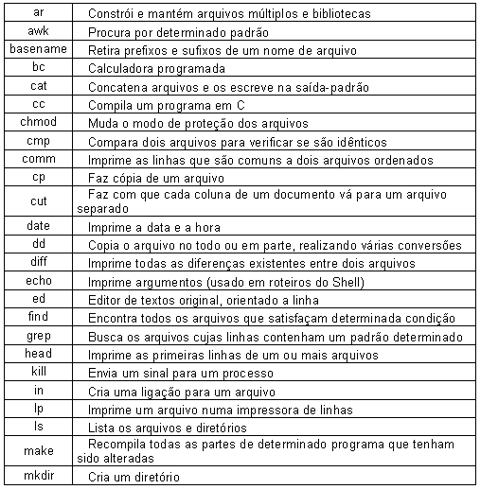 ar Constrói e mantém arquivos múltiplos e bibliotecas
awk Procura por determinado padrão
basename Retira prefixos e sufixos de um nome de arquivo
bc Calculadora programada
cat Concatena arquivos e os escreve na saída-padrão
cc Compila um programa em C
chmod Muda o modo de proteção dos arquivos
cmp Compara dois arquivos para verificar se são idênticos
comm Imprime as linhas que são comuns a dois arquivos ordenados
cp Faz cópia de um arquivo
cut Faz com que cada coluna de um documento vá para um arquivo
separado
date Imprime a data e a hora
dd Copia o arquivo no todo ou em parte, realizando várias conversões
diff Imprime todas as diferenças existentes entre dois arquivos
echo Imprime argumentos (usado em roteiros do Shell)
ed Editor de textos original, orientado a linha
find Encontra todos os arquivos que satisfaçam determinada condição
grep Busca os arquivos cujas linhas contenham um padrão determinado
head Imprime as primeiras linhas de um ou mais arquivos
kill Envia um sinal para um processo
in Cria uma ligação para um arquivo
lp Imprime um arquivo numa impressora de linhas
ls Lista os arquivos e diretórios
make Recompila todas as partes de determinado programa que tenham
sido alteradas
mkdir Cria um diretório